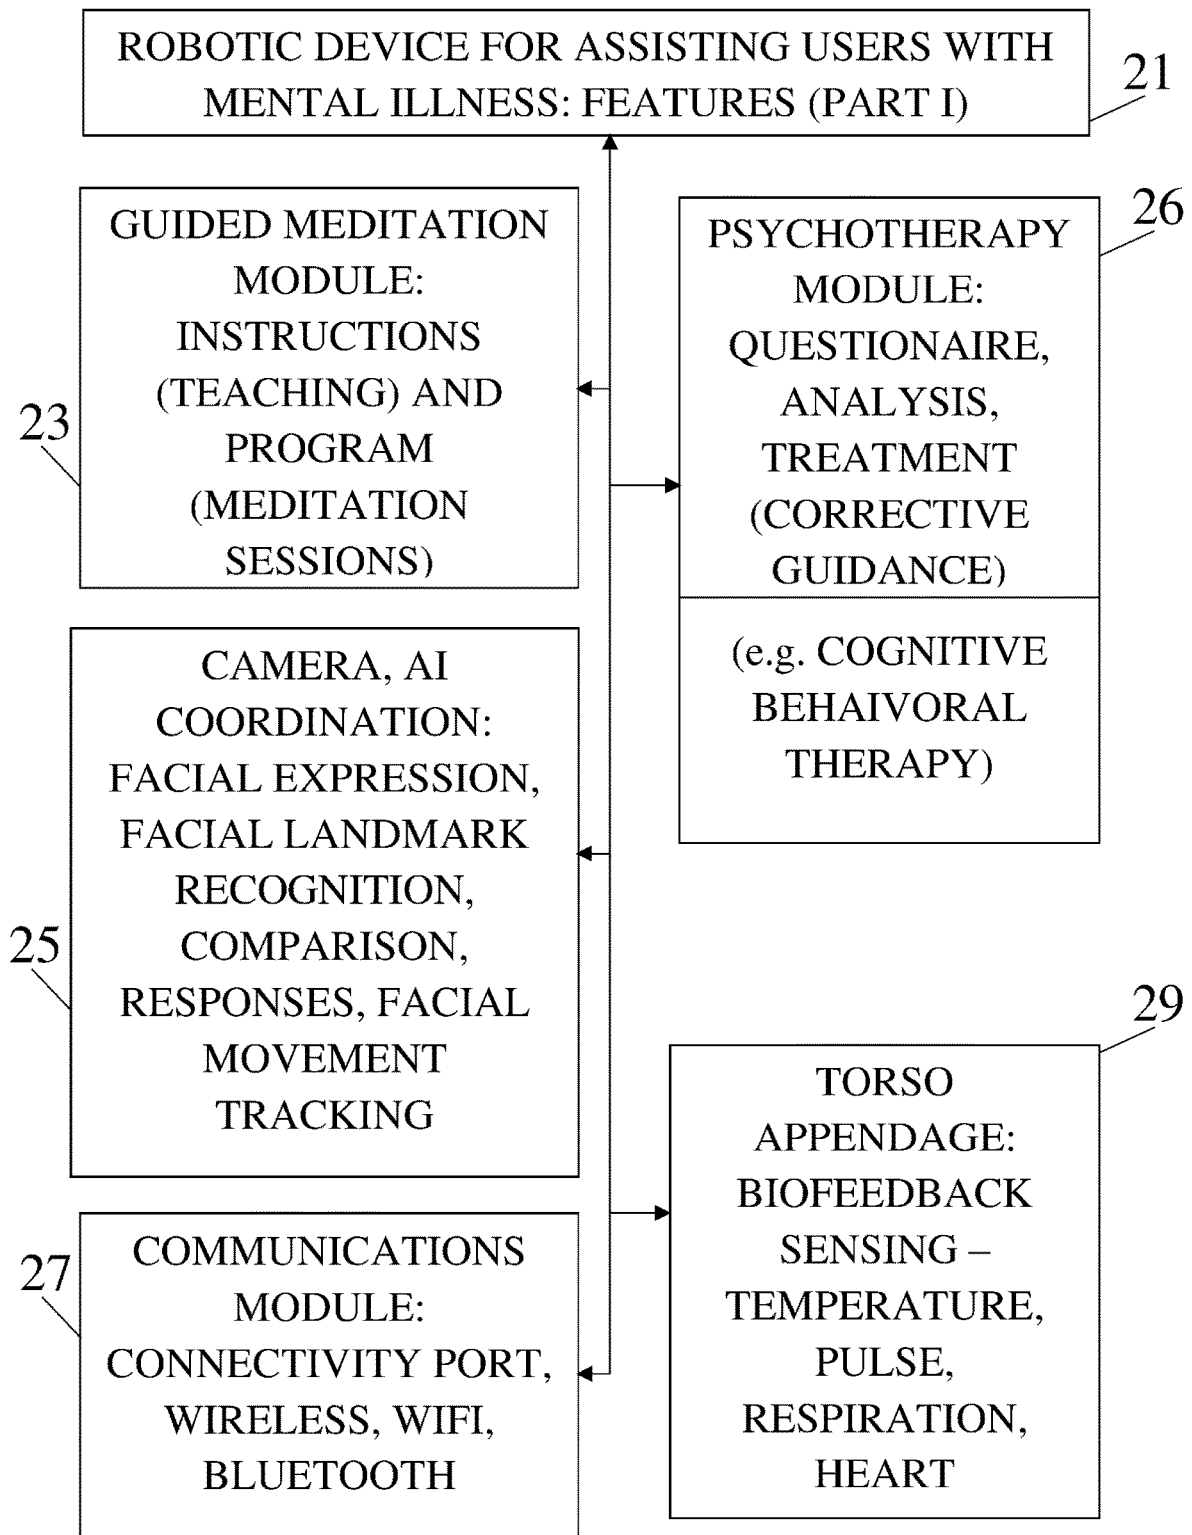 ROBOTIC DEVICE FOR ASSISTING USERS WITH
MENTAL ILLNESS: FEATURES (PART I)
21
GUIDED MEDITATION
MODULE:
INSTRUCTIONS
(TEACHING) AND
PROGRAM
(MEDITATION
SESSIONS)
23
PSYCHOTHERAPY
MODULE:
QUESTIONAIRE,
ANALYSIS,
TREATMENT
(CORRECTIVE
GUIDANCE)
26
(e.g. COGNITIVE
BEHAIVORAL
THERAPY)
CAMERA, AI
COORDINATION:
FACIAL EXPRESSION,
FACIAL LANDMARK
RECOGNITION,
COMPARISON,
RESPONSES, FACIAL
MOVEMENT
TRACKING
25
TORSO
APPENDAGE:
BIOFEEDBACK
SENSING –
TEMPERATURE,
PULSE,
RESPIRATION,
HEART
29
COMMUNICATIONS
MODULE:
CONNECTIVITY PORT,
WIRELESS, WIFI,
BLUETOOTH
27